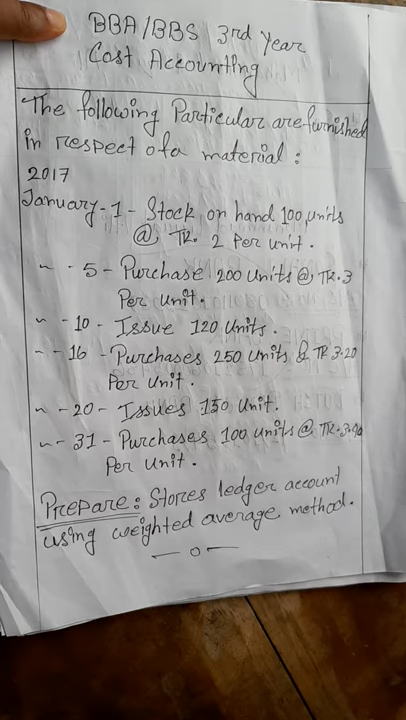 BBA/BBS 3rd Year
Cost Accounting
The following Particular are furnished
in respect of a material :
2017
January-1- Stock on hand 100 units
@ TK. 2 Per unit.
~ - 5 - Purchase 200 units @ TK.3
Per unit.
~ - 10 - Issue 120 Units.
~ - 16 - Purchases 250 units & TK 3.20
Per unit.
~ - 20 - Issues 150 Unit.
~ - 31 - Purchases 100 units @ TK.
Per unit.
Prepare: Stores ledger account
using weighted average method.
— o —